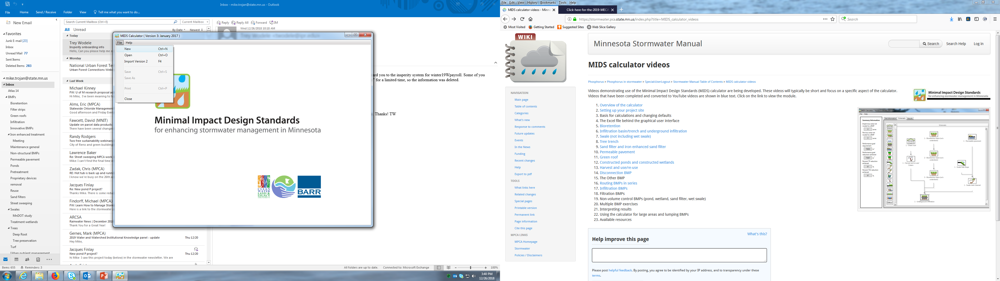 Inbox - mike.trojan@state.mn.us - Outlook
File Home Send / Receive Folder View Tell me what you want to do...
New Email
Favorites
Junk E-mail [23]
Inbox
Unread Mail 77
Sent Items
Deleted Items 283
mike.trojan@state.mn.us
Inbox
Atlas 14
BMPs
Bioretention
Filter strips
Green roofs
Infiltration
Innovative BMPs
Iron enhanced treatment
Meeting
Maintenance general
Non-structural BMPs
Permeable pavement
Ponds
Pretreatment
Proprietary devices
removal
Reuse
Sand filters
Street sweeping
Swales
MnDOT study
Treatment wetlands
Trees
Deep Root
Tree preservation
Turf
Urban nutrient management
Items: 655 Reminders: 3
Search Current Mailbox (Ctrl+E) Current Mailbox
All Unread By Date Newest
Today
Trey Wodele
Insperity onboarding info
Hello, Can you please help me
Monday
National Urban Forest
Urban Forest Connections
Last Week
Michael Kinney
FW: U of M research proposal
Hi Mike, I've been meaning to
Alms, Eric (MPCA)
Statewide Chloride
Good afternoon and Friday
Fawcett, David (MNIT)
Update on parcel data products
There have been several
Randy Rodgers
Two free sustainability webinars
City of Reno and green
Lawrence Baker
Re: Street sweeping MPCA
Mike: I can't find the final time
Zadak, Chris (MPCA)
RE: Hot tub is back up and
I know we're busy on the 26th
Jacques Finlay
Re: New pond P project?
Thanks Mike. There is some
Findorff, Michael (MPCA)
FW: Learn How to Manage
Here is a link to the stormwater
ARCSA
Rainwater News | December
Thank You for a Great Year!
Gernes, Mark (MPCA)
2019 Water and Watershed Institutional Knowledge panel - update Thu 12/20
Hey Mike,
Jacques Finlay
New pond P project? Thu 12/20
hi Mike I saw this project today (below) in the stormwater newsletter. We are
Reply Reply All Forward IM
Wed 12/26/2018 10:18 AM
ard you to the insperity system for winter19Wpayroll. Some of you
" for a limited time, so the information was deleted.
. Thanks! TW
All folders are up to date. Connected to: Microsoft Exchange 100%
MIDS Calculator ( Version 3: January 2017 )
File Help
New Ctrl+N
Open Ctrl+O
Import Version 2 F4
Save Ctrl+S
Save As
Print Ctrl+P
Close
Minimal Impact Design Standards
for enhancing stormwater management in Minnesota
CLEAN
WATER
LAND &
LEGACY
AMENDMENT
BARR
3:40 PM
12/26/2018
File Edit View History Bookmarks Tools Help
MIDS calculator videos - Minne
Click-here-for-the-2019-MECA
https://stormwater.pca.state.mn.us/index.php?title=MIDS_calculator_videos
Search
Most Visited Getting Started Suggested Sites Web Slice Gallery
WIKI
Minnesota Stormwater Manual
Search Search Help Log in
NAVIGATION
Main page
Table of contents
Categories
What's new
Response to comments
Future updates
Events
In the News
Funding
Recent changes
Help
Export to pdf
TOOLS
What links here
Related changes
Special pages
Printable version
Permanent link
Page information
Cite this page
MPCA LINKS
MPCA Homepage
Stormwater
Policies / Disclaimers
MIDS calculator videos
Phosphorus > Phosphorus in stormwater > Special:UserLogout > Stormwater Manual Table of Contents > MIDS calculator videos
Videos demonstrating use of the Minimal Impact Design Standards (MIDS) calculator are being developed. These videos will typically be short and focus on a specific aspect of the calculator.
Videos that have been completed and converted to YouTube videos are shown in blue text. Click on the link to view the module.
Minimal Impact Design Standards
for enhancing stormwater management in Minnesota
1. Overview of the calculator
2. Setting up your project site
3. Basis for calculations and changing defaults
4. The Excel file behind the graphical user interface
5. Bioretention
6. Infiltration basin/trench and underground infiltration
7. Swale (not including wet swale)
8. Tree trench
9. Sand filter and iron enhanced sand filter
10. Permeable pavement
11. Green roof
12. Constructed ponds and constructed wetlands
13. Harvest and use/re-use
14. Disconnection BMP
15. The Other BMP
16. Routing BMPs in series
17. Infiltration BMPs
18. Filtration BMPs
19. Non-volume control BMPs (pond, wetland, sand filter, wet swale)
20. Multiple BMP exercises
21. Interpreting results
22. Using the calculator for large areas and lumping BMPs
23. Available resources
Summary Information
Site Information Schematic Results
Schematic
1 - Green roof
1 - Permeable pavement
1 - Swale Side Slope
1 - Swale main channel
1 - Underground infiltration
Other
What's this?
Help improve this page
Please post helpful feedback. By posting, you agree to be identified by your IP address, and to transparency under these
terms.